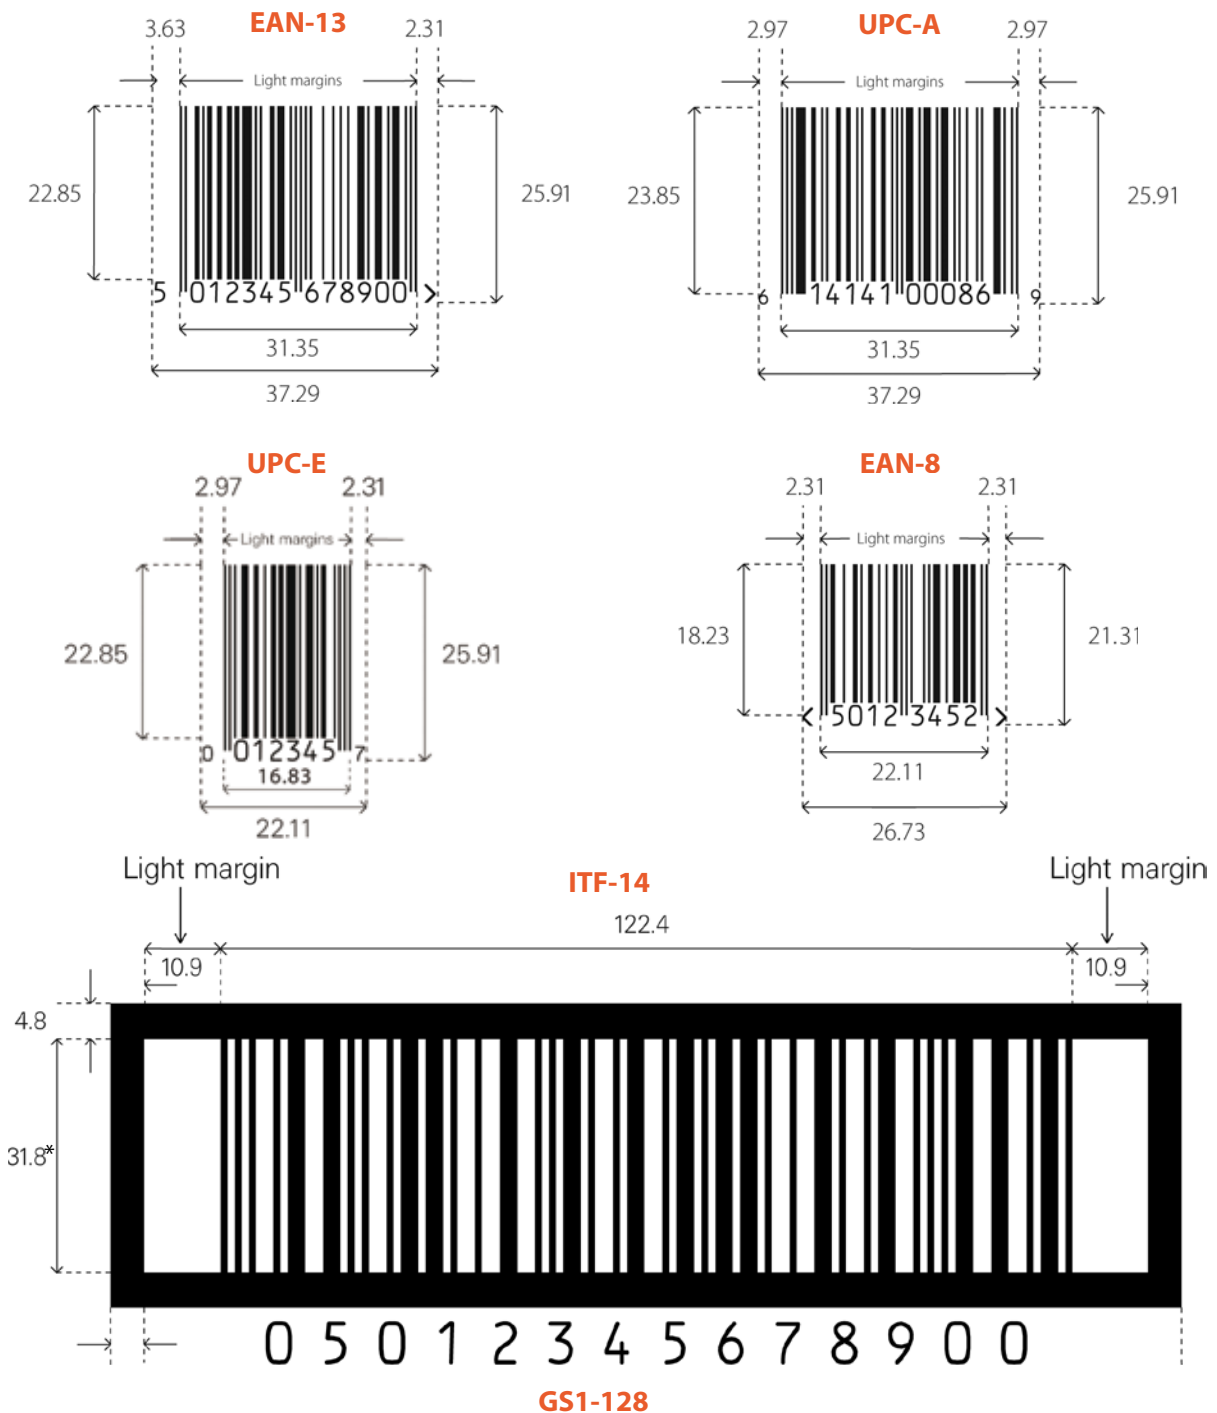 EAN-13
3.63 2.31
Light margins
22.85
25.91
5 012345 678900 >
31.35
37.29
UPC-A
2.97 2.97
Light margins
23.85
25.91
6 14141 00086 9
31.35
37.29
UPC-E
2.97 2.31
Light margins
22.85
25.91
0 012345 7
16.83
22.11
EAN-8
2.31 2.31
Light margins
18.23
21.31
< 5012 3452 >
22.11
26.73
Light margin
ITF-14
Light margin
122.4
10.9
10.9
4.8
31.8*
0 5 0 1 2 3 4 5 6 7 8 9 0 0
GS1-128